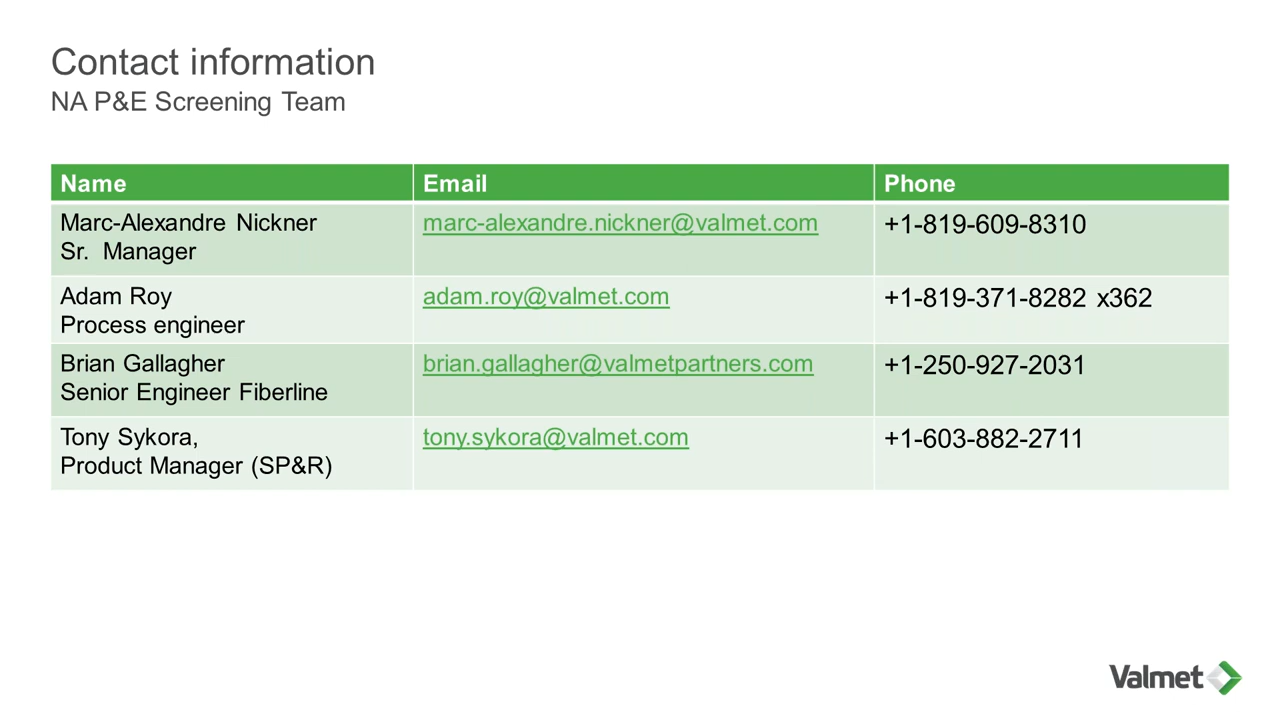 Contact information
NA P&E Screening Team
Name Email Phone
Marc-Alexandre Nickner marc-alexandre.nickner@valmet.com +1-819-609-8310
Sr. Manager
Adam Roy adam.roy@valmet.com +1-819-371-8282 x362
Process engineer
Brian Gallagher brian.gallagher@valmetpartners.com +1-250-927-2031
Senior Engineer Fiberline
Tony Sykora, tony.sykora@valmet.com +1-603-882-2711
Product Manager (SP&R)
Valmet